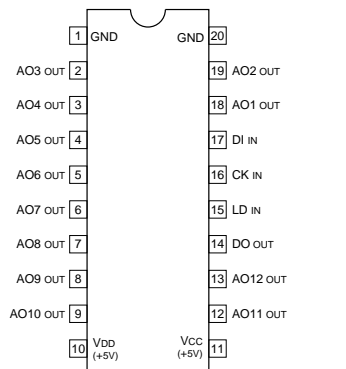 1 GND GND 20
AO3 OUT 2 19 AO2 OUT
AO4 OUT 3 18 AO1 OUT
AO5 OUT 4 17 DI IN
AO6 OUT 5 16 CK IN
AO7 OUT 6 15 LD IN
AO8 OUT 7 14 DO OUT
AO9 OUT 8 13 AO12 OUT
AO10 OUT 9 12 AO11 OUT
10 VDD (+5V) VCC (+5V) 11